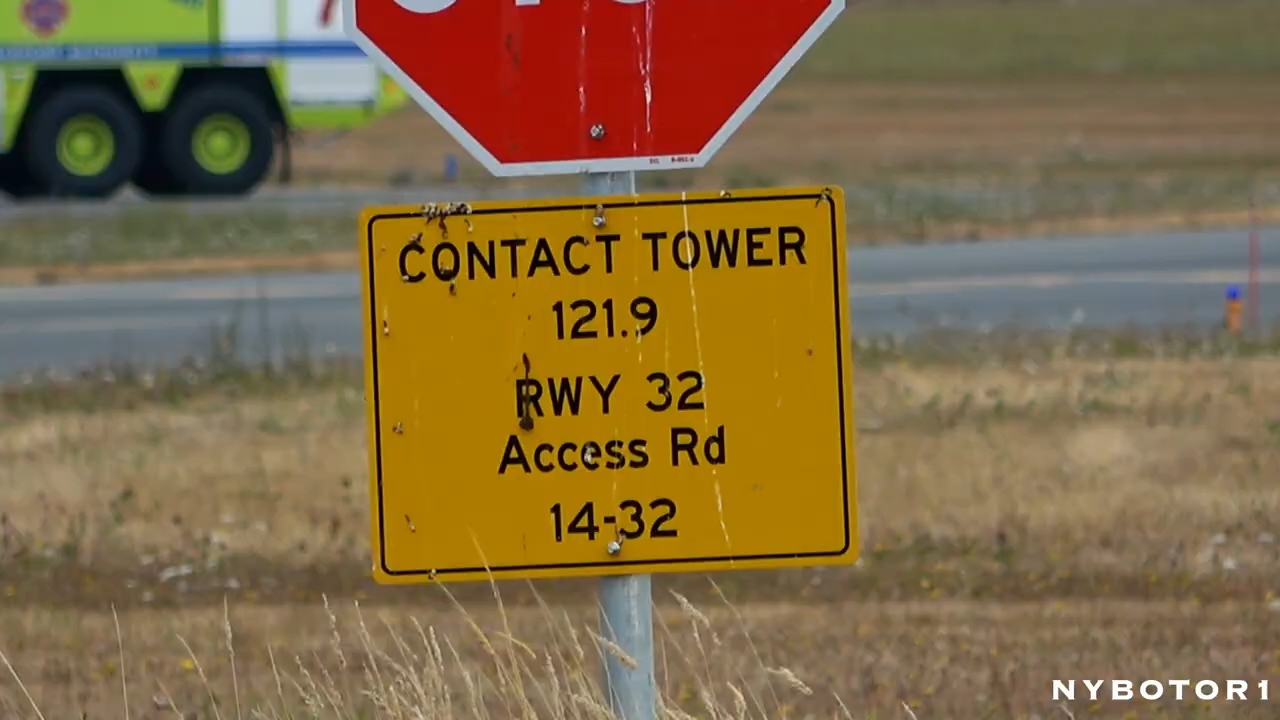 CONTACT TOWER
121.9
RWY 32
Access Rd
14-32
NYBOTOR1